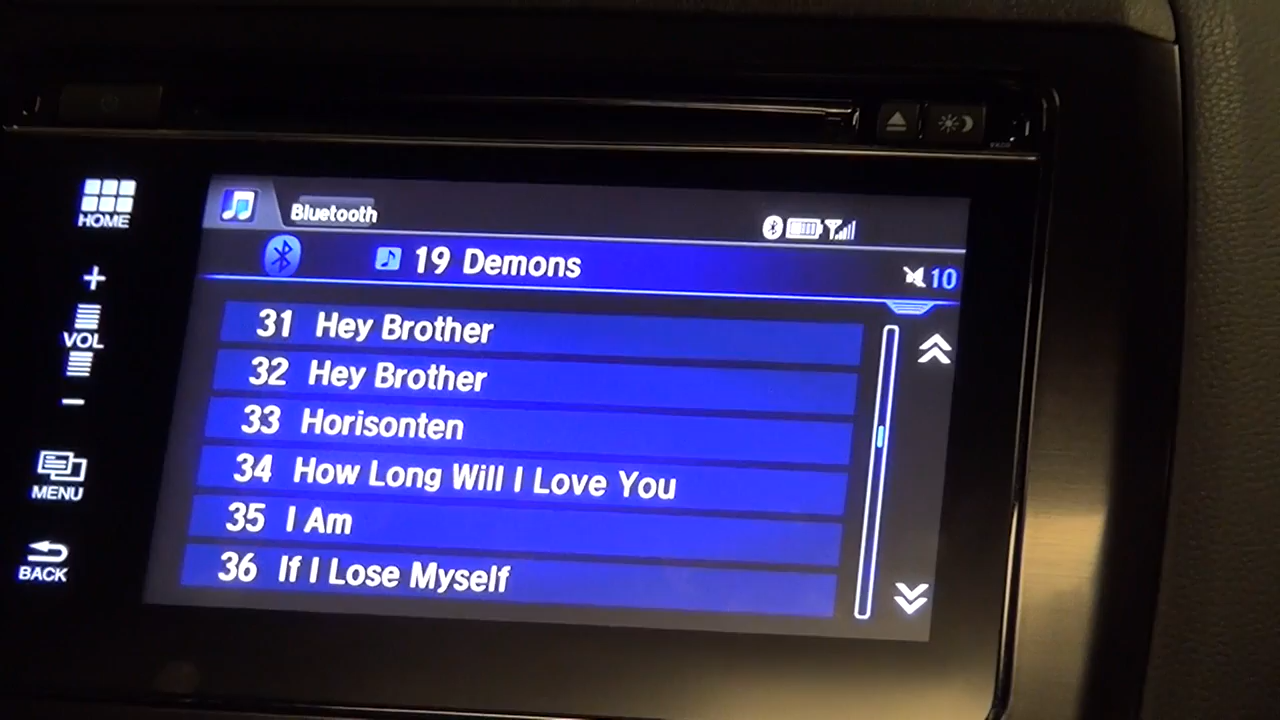 HOME
Bluetooth
19 Demons
10
+
VOL
-
31 Hey Brother
32 Hey Brother
33 Horisonten
34 How Long Will I Love You
35 I Am
36 If I Lose Myself
MENU
BACK